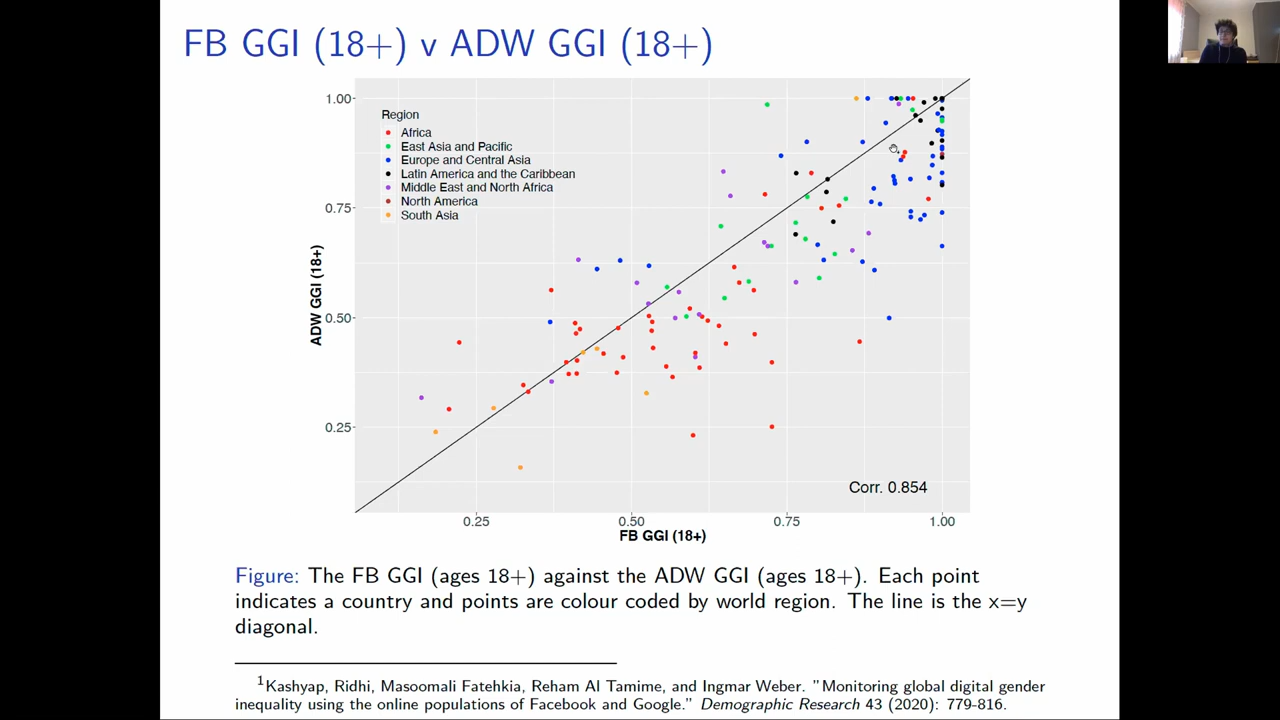 FB GGI (18+) v ADW GGI (18+)
Region
Africa
East Asia and Pacific
Europe and Central Asia
Latin America and the Caribbean
Middle East and North Africa
North America
South Asia
1.00
0.75
0.50
0.25
ADW GGI (18+)
Corr. 0.854
0.25 0.50 0.75 1.00
FB GGI (18+)
Figure: The FB GGI (ages 18+) against the ADW GGI (ages 18+). Each point
indicates a country and points are colour coded by world region. The line is the x=y
diagonal.
1Kashyap, Ridhi, Masoomali Fatehkia, Reham Al Tamime, and Ingmar Weber. "Monitoring global digital gender
inequality using the online populations of Facebook and Google." Demographic Research 43 (2020): 779-816.